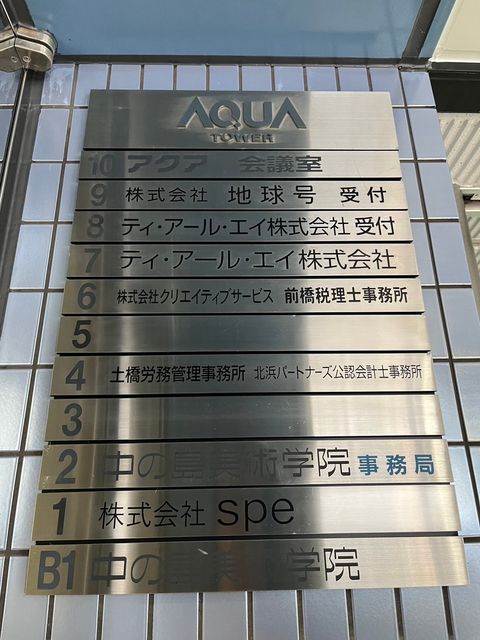 AQUA
TOWER
10 アクア 会議室
9 株式会社 地球号 受付
8 ティ・アール・エイ株式会社 受付
7 ティ・アール・エイ株式会社
6 株式会社クリエイティブサービス 前橋税理士事務所
5
4 土橋労務管理事務所 北浜パートナーズ公認会計士事務所
3
2 中の島美術学院 事務局
1 株式会社 spe
B1 中の島美術学院